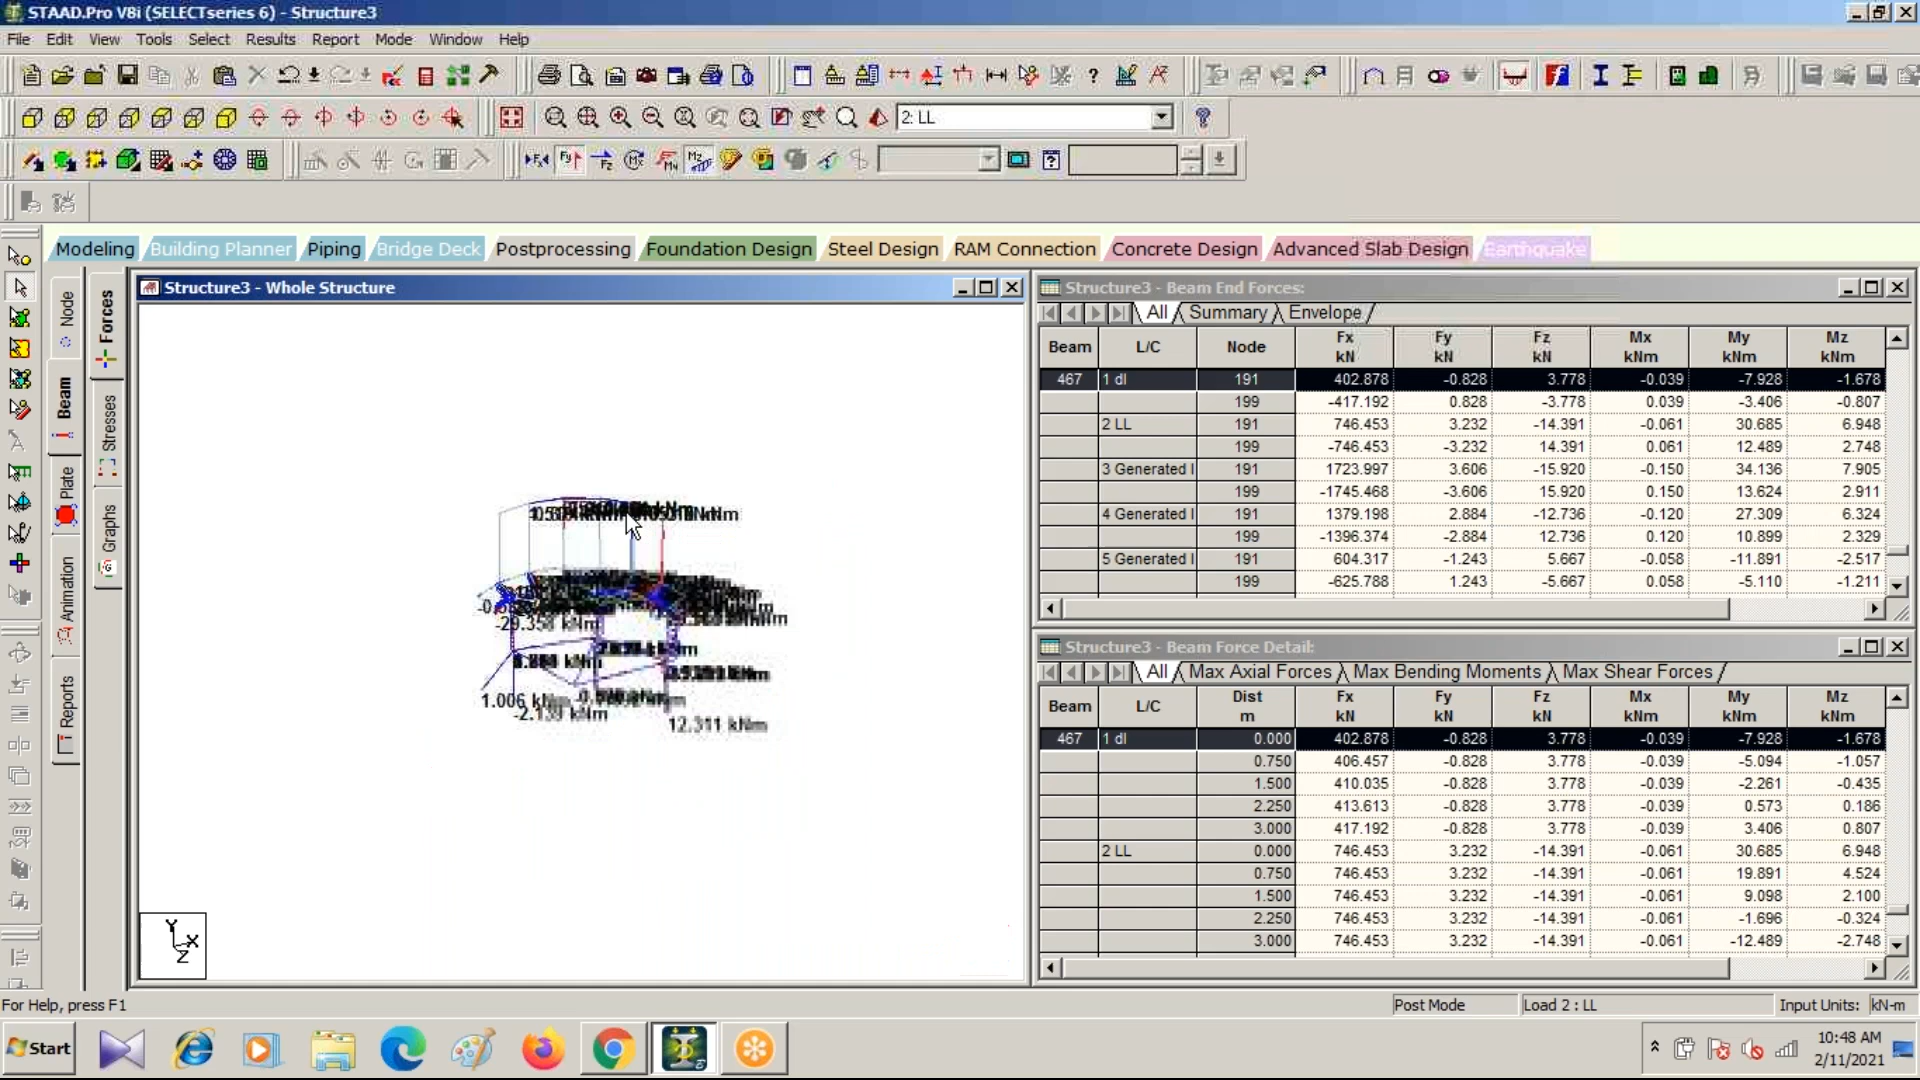 STAAD.Pro V8i (SELECTseries 6) - Structure3
File Edit View Tools Select Results Report Mode Window Help
2: LL
Modeling Building Planner Piping Bridge Deck Postprocessing Foundation Design Steel Design RAM Connection Concrete Design Advanced Slab Design Earthquake
Node
Beam
Plate
Animation
Reports
Forces
Stresses
Graphs
Structure3 - Whole Structure
-29.358 kNm
1.006 kNm
-2.139 kNm
12.311 kNm
Y
X
Z
Structure3 - Beam End Forces:
All Summary Envelope
Beam L/C Node Fx kN Fy kN Fz kN Mx kNm My kNm Mz kNm
467 1 dl 191 402.878 -0.828 3.778 -0.039 -7.928 -1.678
199 -417.192 0.828 -3.778 0.039 -3.406 -0.807
2 LL 191 746.453 3.232 -14.391 -0.061 30.685 6.948
199 -746.453 -3.232 14.391 0.061 12.489 2.748
3 Generated I 191 1723.997 3.606 -15.920 -0.150 34.136 7.905
199 -1745.468 -3.606 15.920 0.150 13.624 2.911
4 Generated I 191 1379.198 2.884 -12.736 -0.120 27.309 6.324
199 -1396.374 -2.884 12.736 0.120 10.899 2.329
5 Generated I 191 604.317 -1.243 5.667 -0.058 -11.891 -2.517
199 -625.788 1.243 -5.667 0.058 -5.110 -1.211
Structure3 - Beam Force Detail:
All Max Axial Forces Max Bending Moments Max Shear Forces
Beam L/C Dist m Fx kN Fy kN Fz kN Mx kNm My kNm Mz kNm
467 1 dl 0.000 402.878 -0.828 3.778 -0.039 -7.928 -1.678
0.750 406.457 -0.828 3.778 -0.039 -5.094 -1.057
1.500 410.035 -0.828 3.778 -0.039 -2.261 -0.435
2.250 413.613 -0.828 3.778 -0.039 0.573 0.186
3.000 417.192 -0.828 3.778 -0.039 3.406 0.807
2 LL 0.000 746.453 3.232 -14.391 -0.061 30.685 6.948
0.750 746.453 3.232 -14.391 -0.061 19.891 4.524
1.500 746.453 3.232 -14.391 -0.061 9.098 2.100
2.250 746.453 3.232 -14.391 -0.061 -1.696 -0.324
3.000 746.453 3.232 -14.391 -0.061 -12.489 -2.748
For Help, press F1
Post Mode
Load 2 : LL
Input Units: kN-m
Start
10:48 AM
2/11/2021